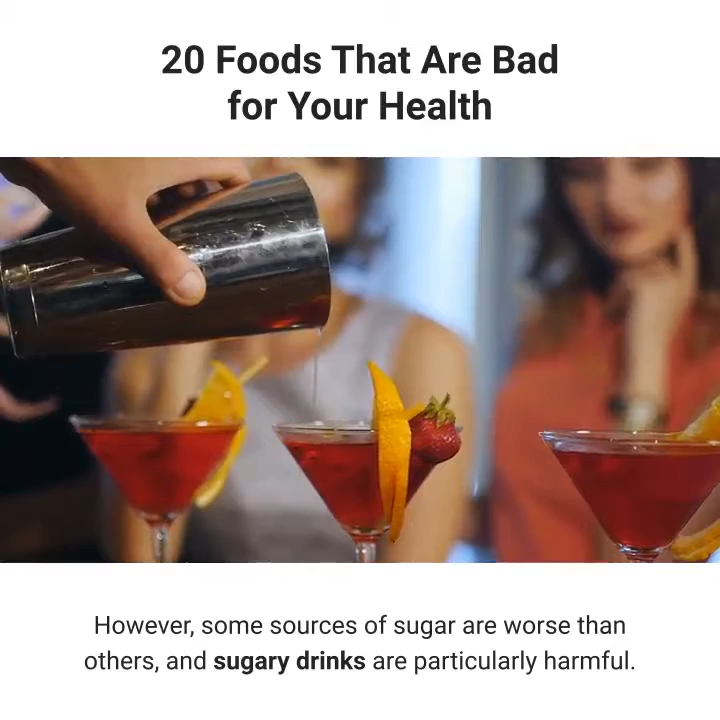 20 Foods That Are Bad
for Your Health
However, some sources of sugar are worse than
others, and sugary drinks are particularly harmful.